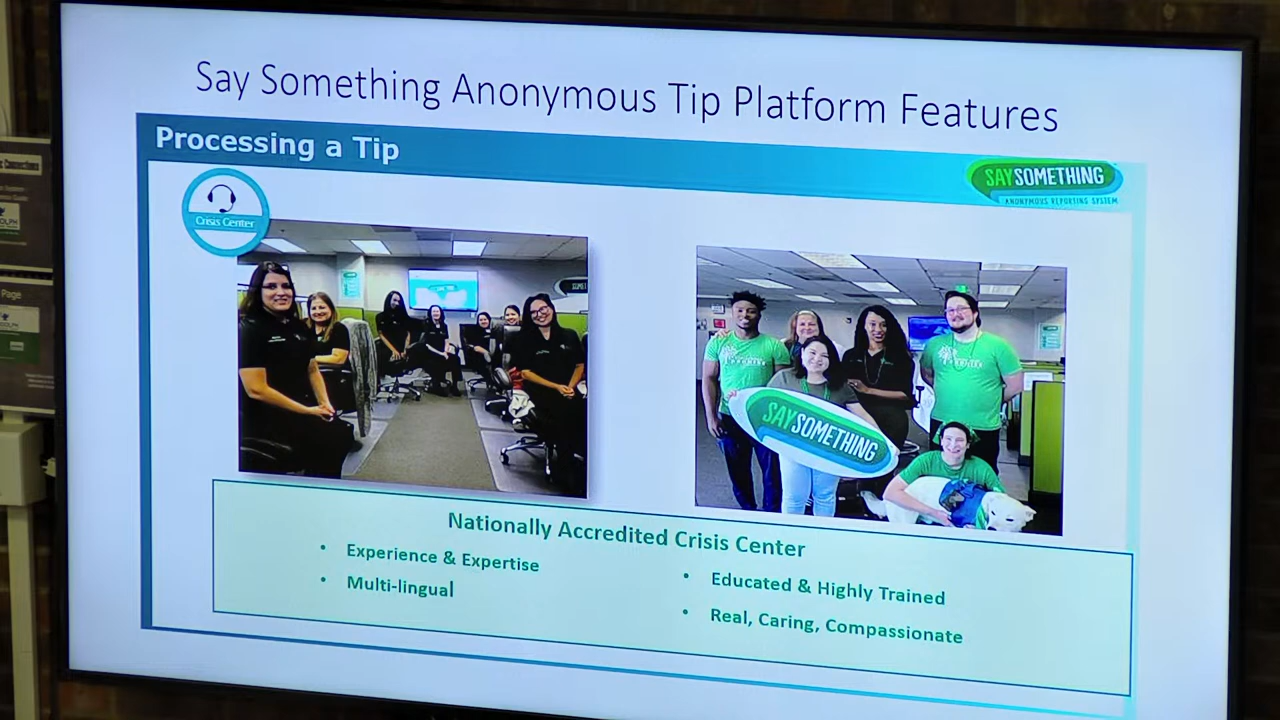 Say Something Anonymous Tip Platform Features
Processing a Tip
SAYSOMETHING
ANONYMOUS REPORTING SYSTEM
Crisis Center
SAYSOMETHING
Nationally Accredited Crisis Center
• Experience & Expertise
• Multi-lingual
• Educated & Highly Trained
• Real, Caring, Compassionate
Page